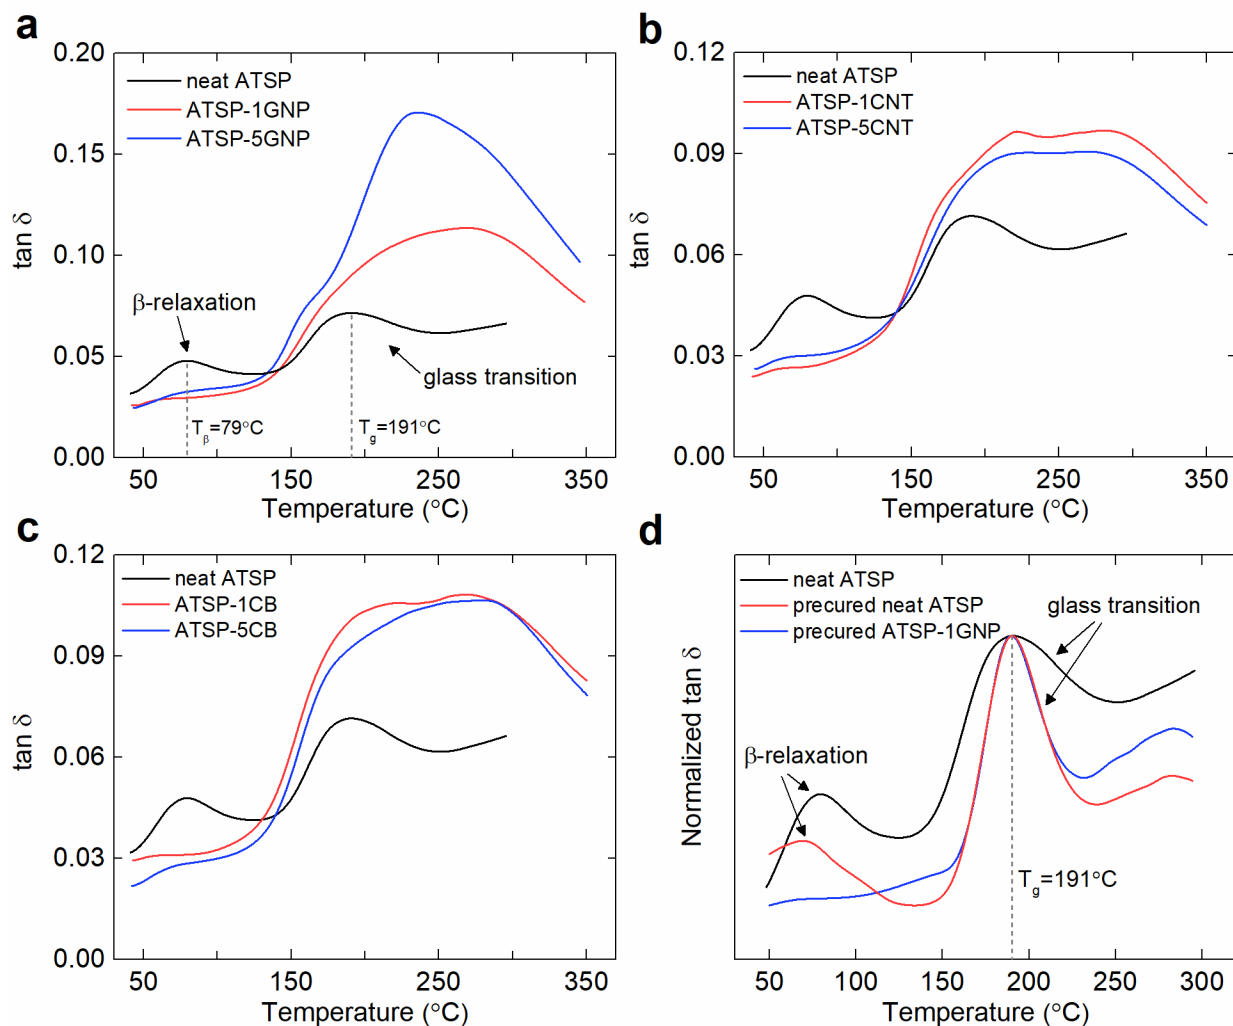 a
0.20
0.15
0.10
0.05
0.00
tan δ
neat ATSP
ATSP-1GNP
ATSP-5GNP
β-relaxation
glass transition
Tβ=79°C
Tg=191°C
50
150
250
350
Temperature (°C)
b
0.12
0.09
0.06
0.03
0.00
tan δ
neat ATSP
ATSP-1CNT
ATSP-5CNT
50
150
250
350
Temperature (°C)
c
0.12
0.09
0.06
0.03
0.00
tan δ
neat ATSP
ATSP-1CB
ATSP-5CB
50
150
250
350
Temperature (°C)
d
Normalized tan δ
neat ATSP
precured neat ATSP
precured ATSP-1GNP
glass transition
β-relaxation
Tg=191°C
50
100
150
200
250
300
Temperature (°C)